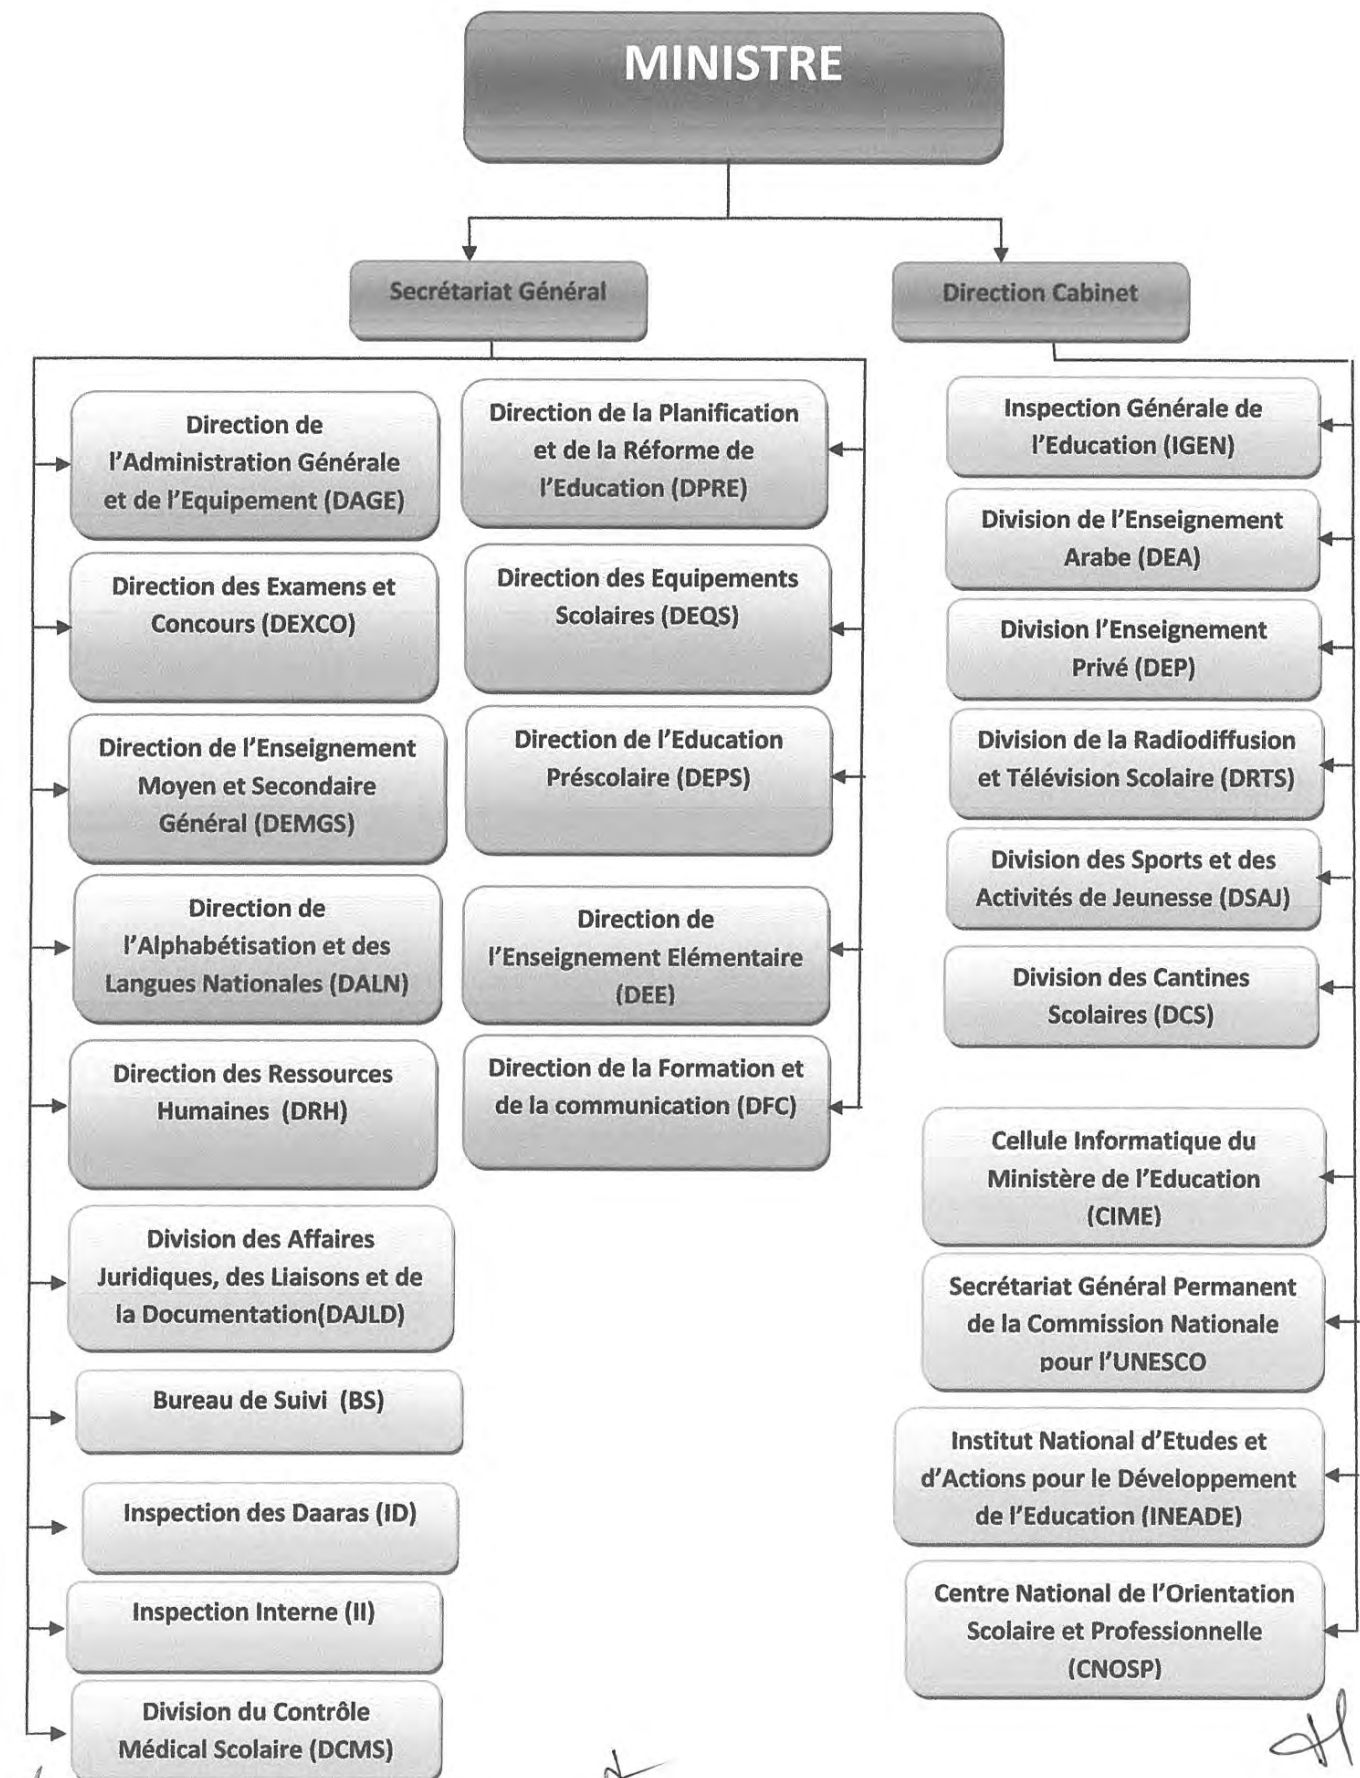 MINISTRE
Secrétariat Général
Direction Cabinet
Direction de
l'Administration Générale
et de l'Equipement (DAGE)
Direction des Examens et
Concours (DEXCO)
Direction de l'Enseignement
Moyen et Secondaire
Général (DEMGS)
Direction de
l'Alphabétisation et des
Langues Nationales (DALN)
Direction des Ressources
Humaines (DRH)
Division des Affaires
Juridiques, des Liaisons et de
la Documentation(DAJLD)
Bureau de Suivi (BS)
Inspection des Daaras (ID)
Inspection Interne (II)
Division du Contrôle
Médical Scolaire (DCMS)
Direction de la Planification
et de la Réforme de
l'Education (DPRE)
Direction des Equipements
Scolaires (DEQS)
Direction de l'Education
Préscolaire (DEPS)
Direction de
l'Enseignement Elémentaire
(DEE)
Direction de la Formation et
de la communication (DFC)
Inspection Générale de
l'Education (IGEN)
Division de l'Enseignement
Arabe (DEA)
Division l'Enseignement
Privé (DEP)
Division de la Radiodiffusion
et Télévision Scolaire (DRTS)
Division des Sports et des
Activités de Jeunesse (DSAJ)
Division des Cantines
Scolaires (DCS)
Cellule Informatique du
Ministère de l'Education
(CIME)
Secrétariat Général Permanent
de la Commission Nationale
pour l'UNESCO
Institut National d'Etudes et
d'Actions pour le Développement
de l'Education (INEADE)
Centre National de l'Orientation
Scolaire et Professionnelle
(CNOSP)